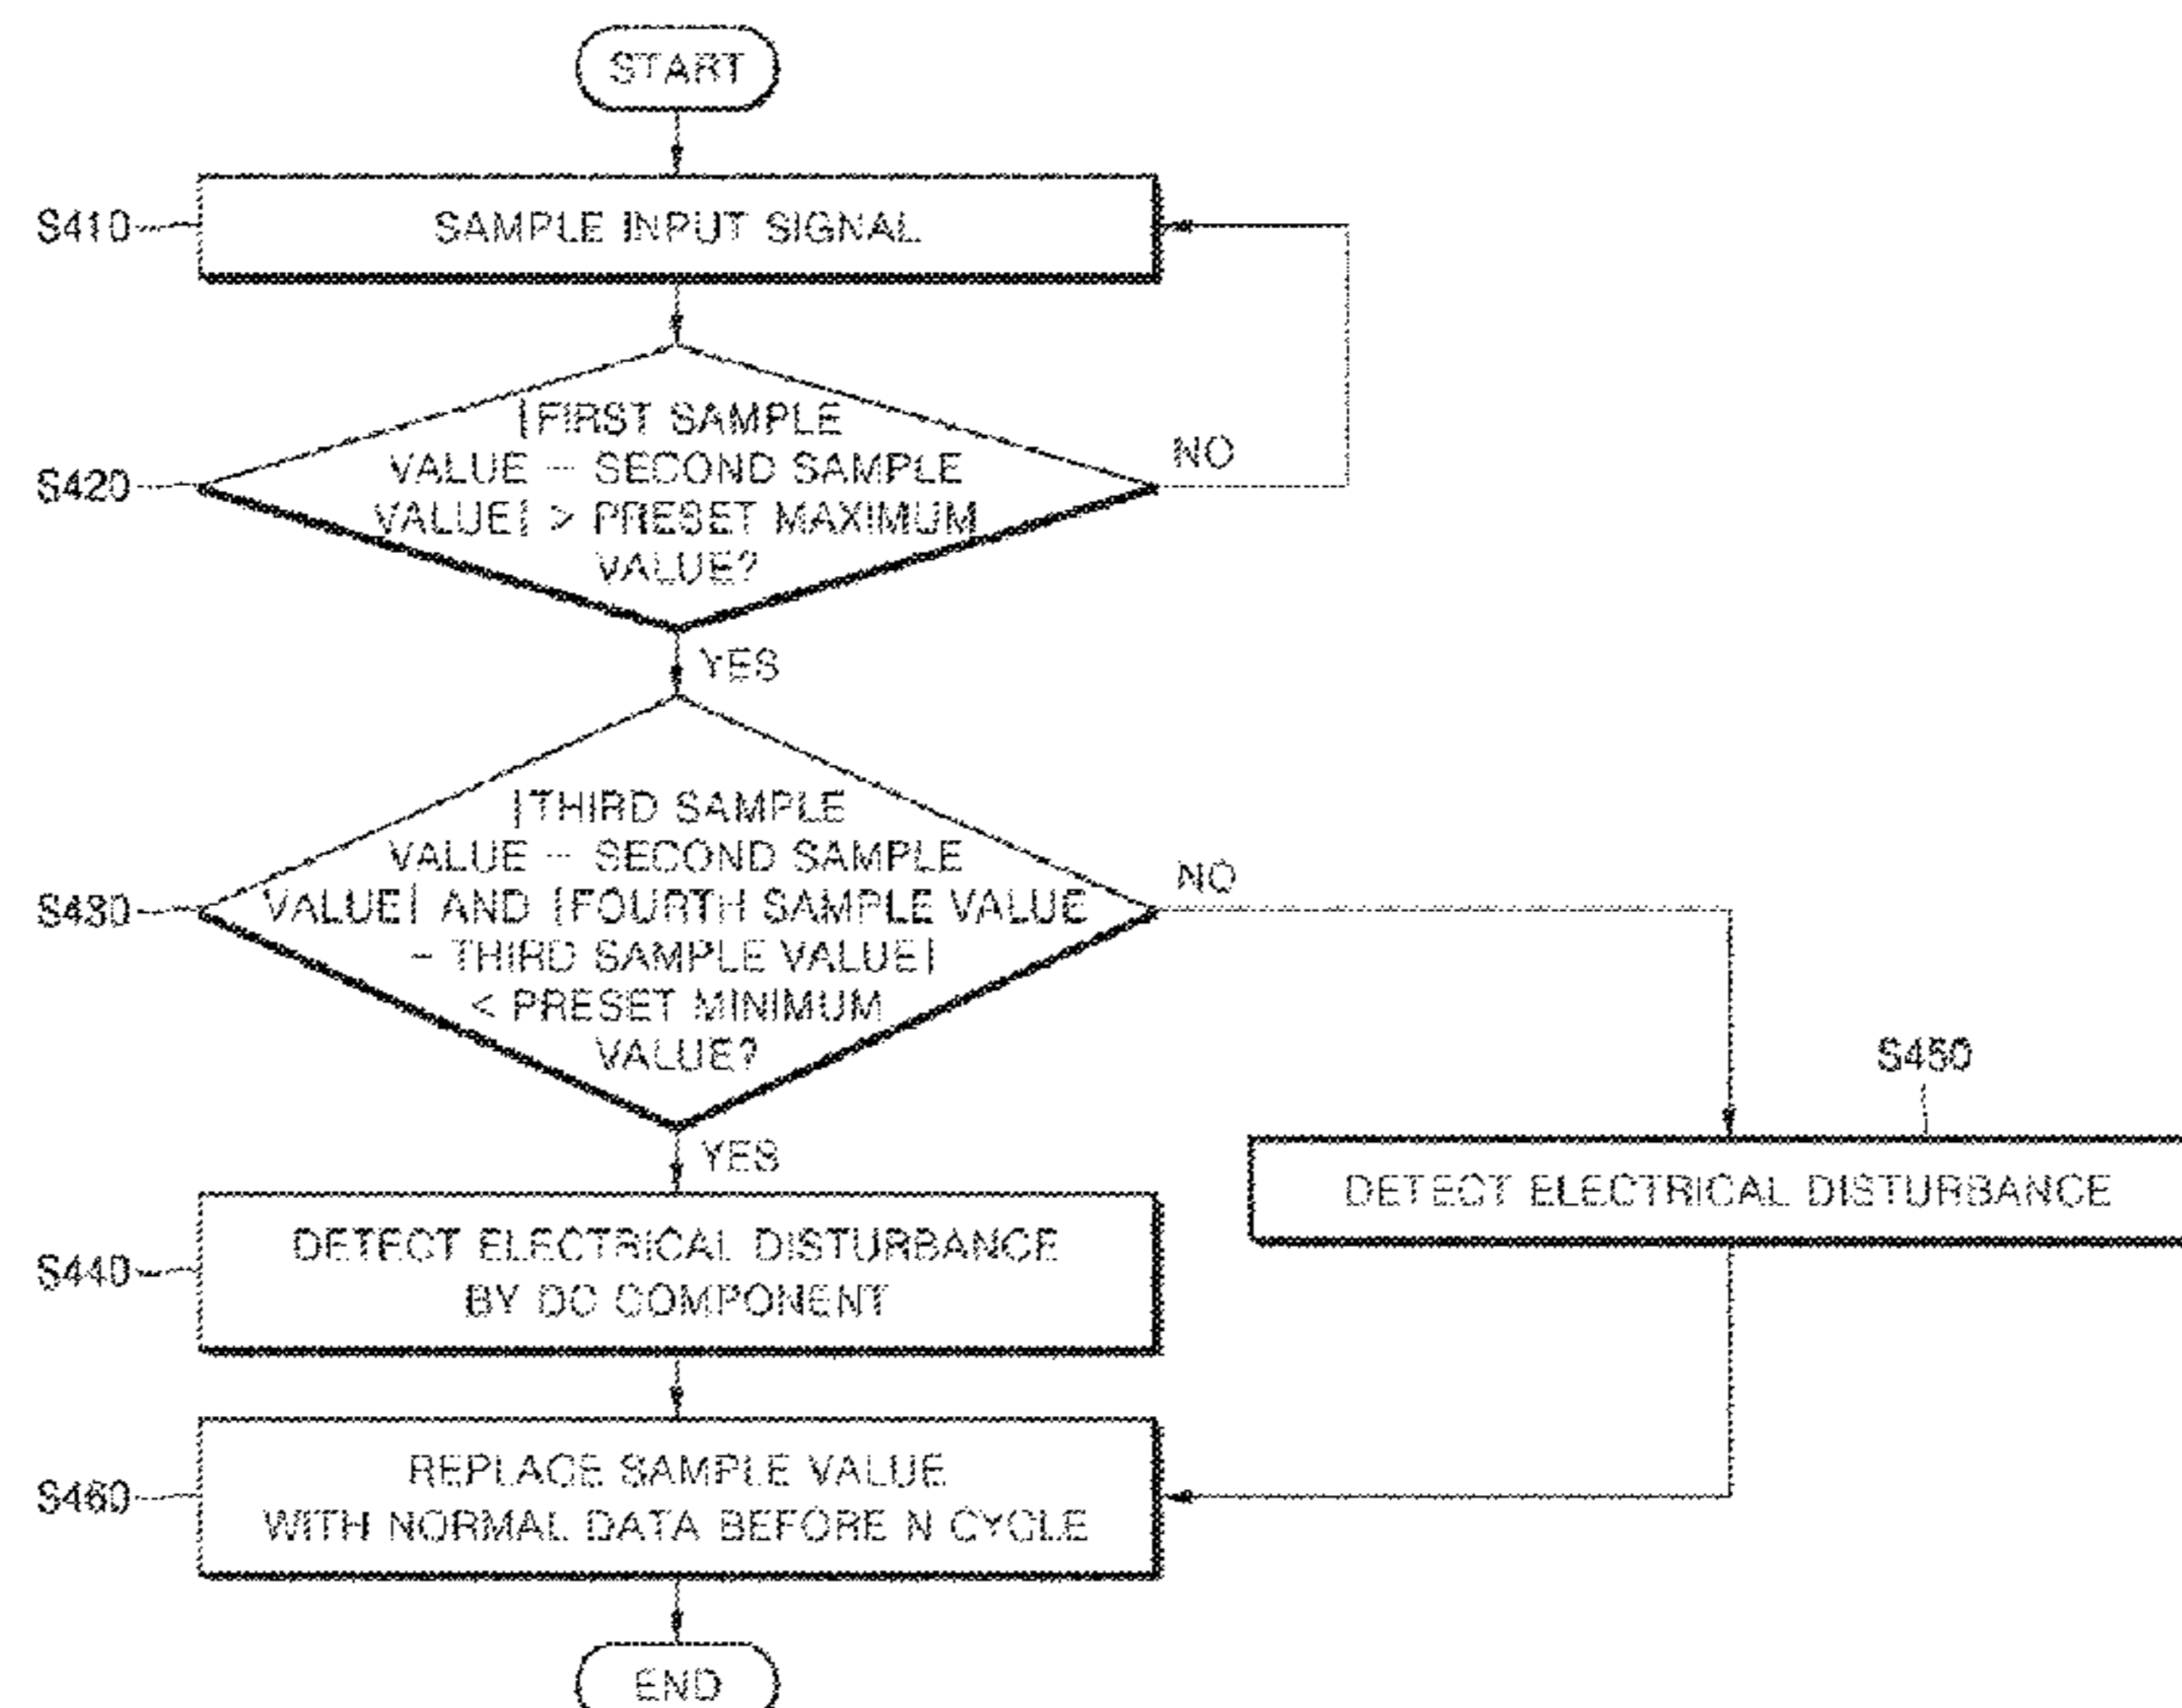 START
S410
SAMPLE INPUT SIGNAL
|FIRST SAMPLE
VALUE - SECOND SAMPLE
VALUE| > PRESET MAXIMUM
VALUE?
S420
NO
YES
|THIRD SAMPLE
VALUE - SECOND SAMPLE
VALUE| AND |FOURTH SAMPLE VALUE
- THIRD SAMPLE VALUE|
< PRESET MINIMUM
VALUE?
S430
NO
YES
S450
DETECT ELECTRICAL DISTURBANCE
S440
DETECT ELECTRICAL DISTURBANCE
BY DC COMPONENT
S460
REPLACE SAMPLE VALUE
WITH NORMAL DATA BEFORE N CYCLE
END